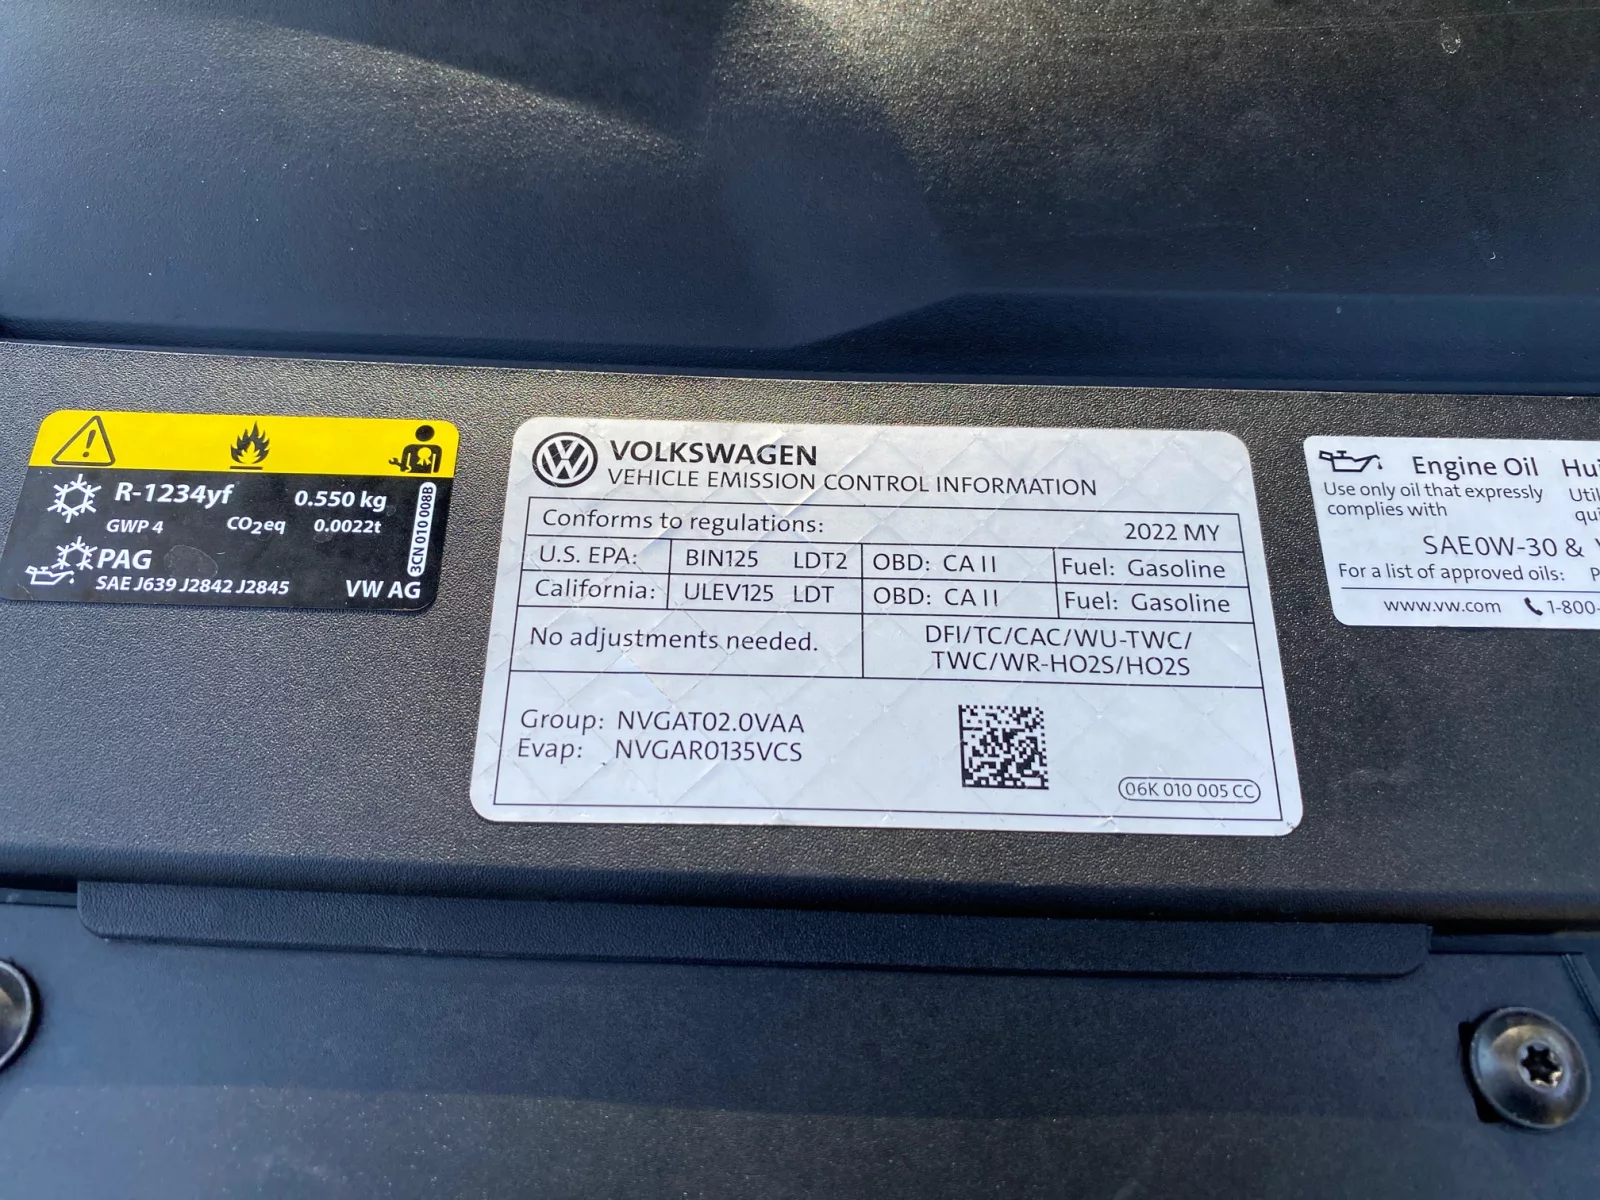 R-1234yf 0.550 kg
GWP 4 CO2eq 0.0022t
PAG
SAE J639 J2842 J2845 VW AG
3CN 010 008B
VOLKSWAGEN
VEHICLE EMISSION CONTROL INFORMATION
Conforms to regulations: 2022 MY
U.S. EPA: BIN125 LDT2 OBD: CA II Fuel: Gasoline
California: ULEV125 LDT OBD: CA II Fuel: Gasoline
No adjustments needed.
DFI/TC/CAC/WU-TWC/
TWC/WR-HO2S/HO2S
Group: NVGAT02.0VAA
Evap: NVGAR0135VCS
06K 010 005 CC
Engine Oil
Use only oil that expressly
complies with
SAE0W-30 &
For a list of approved oils:
www.vw.com 1-800-